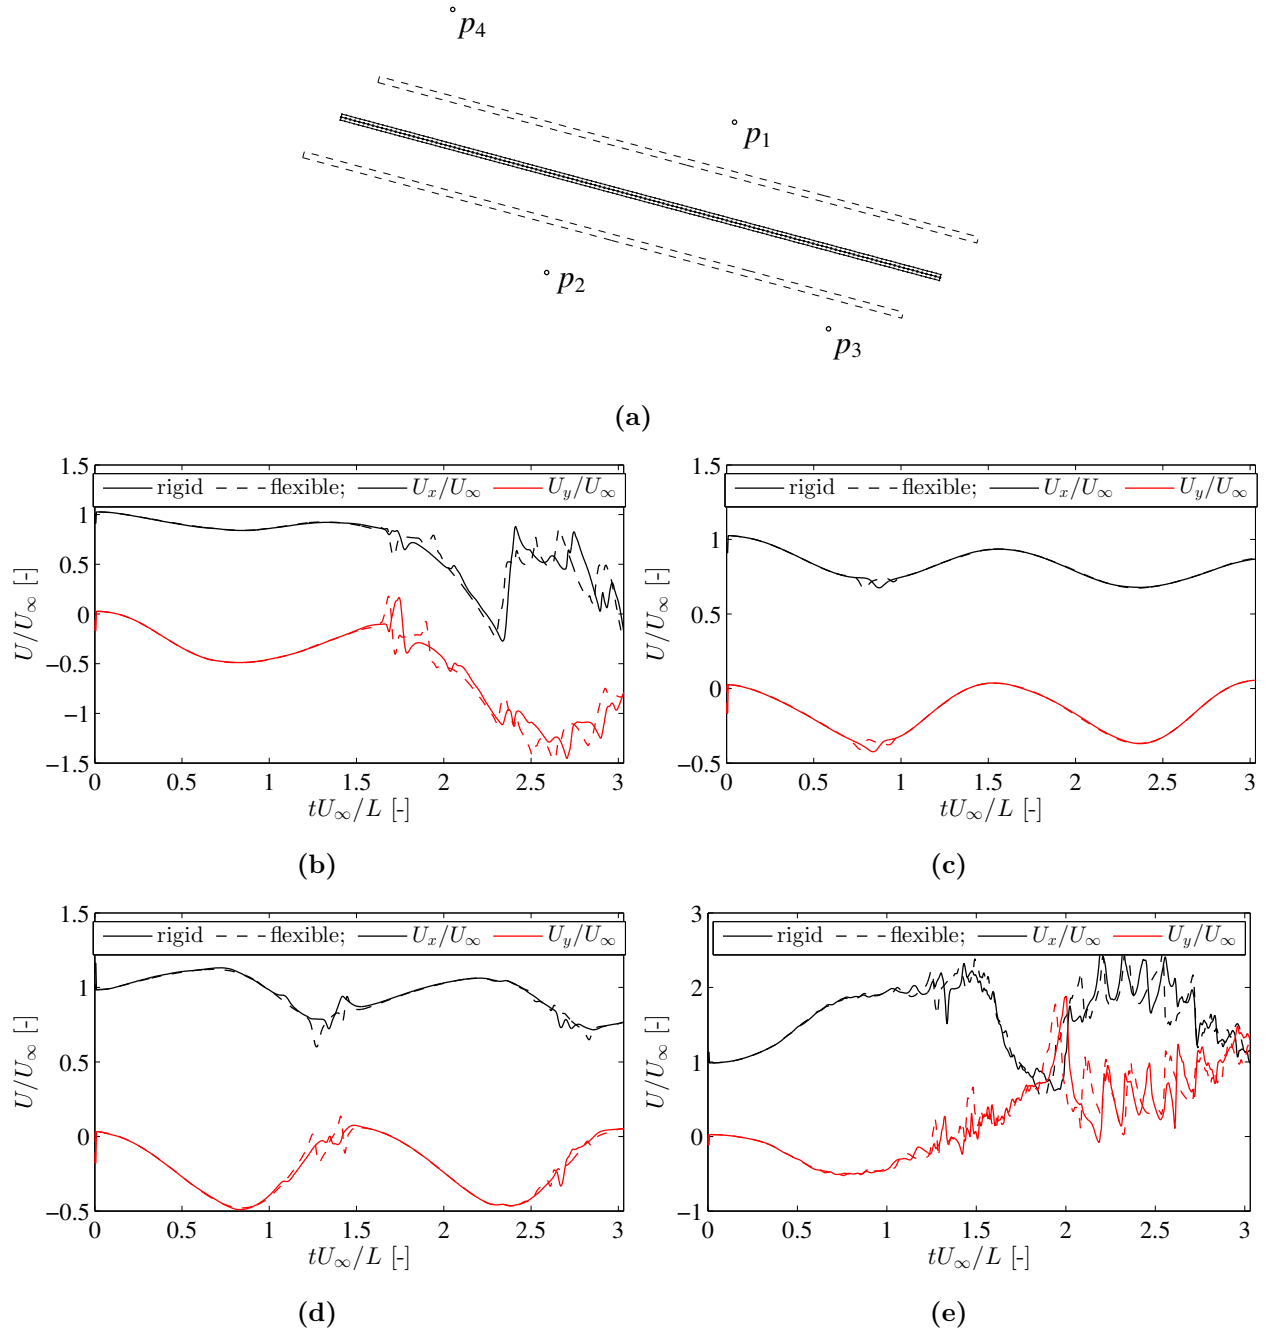 p4
p1
p2
p3
(a)
1.5
1
0.5
0
−0.5
−1
−1.5
0 0.5 1 1.5 2 2.5 3
U/U∞ [-]
tU∞/L [-]
rigid flexible; Ux/U∞ Uy/U∞
(b)
1.5
1
0.5
0
−0.5
0 0.5 1 1.5 2 2.5 3
U/U∞ [-]
tU∞/L [-]
rigid flexible; Ux/U∞ Uy/U∞
(c)
1.5
1
0.5
0
−0.5
0 0.5 1 1.5 2 2.5 3
U/U∞ [-]
tU∞/L [-]
rigid flexible; Ux/U∞ Uy/U∞
(d)
3
2
1
0
−1
0 0.5 1 1.5 2 2.5 3
U/U∞ [-]
tU∞/L [-]
rigid flexible; Ux/U∞ Uy/U∞
(e)